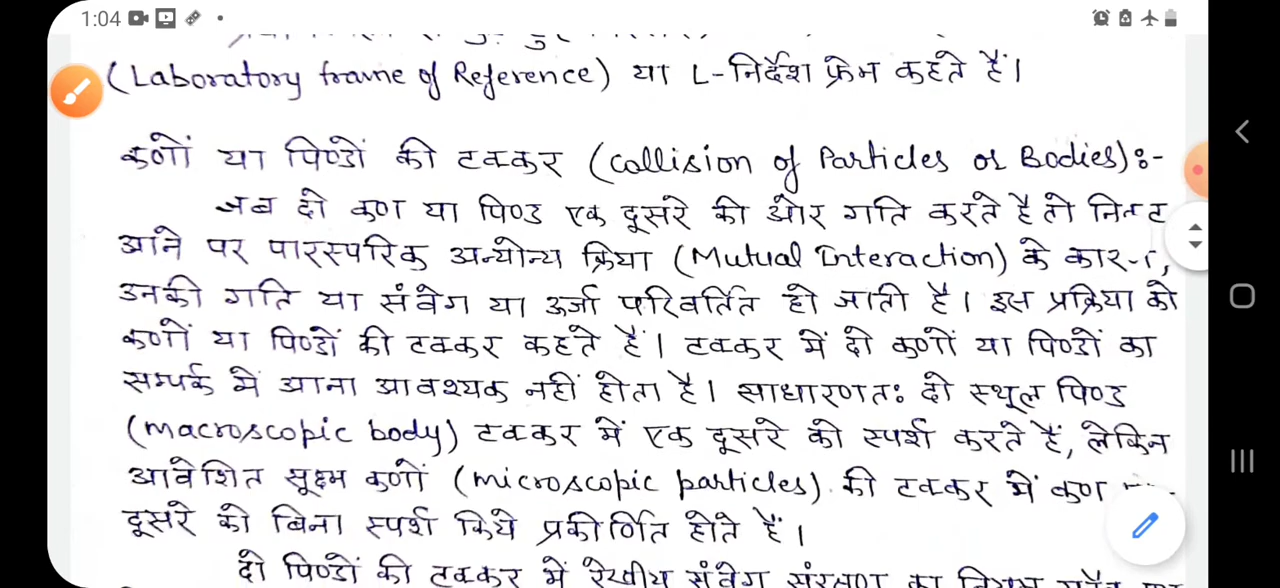 1:04
(Laboratory frame of Reference) या L-निर्देश फ्रेम कहते हैं।
कणों या पिण्डों की टक्कर (Collision of Particles or Bodies):-
जब दो कण या पिण्ड एक दूसरे की ओर गति करते है तो निकट
आने पर पारस्परिक अन्योन्य क्रिया (Mutual Interaction) के
उनकी गति या संवेग या ऊर्जा परिवर्तित हो जाती है। इस प्रक्रिया को
कणों या पिण्डों की टक्कर कहते हैं। टक्कर में दो कणों या पिण्डों का
सम्पर्क में आना आवश्यक नहीं होता है। साधारणतः दो स्थूल पिण्ड
(macroscopic body) टक्कर में एक दूसरे को स्पर्श करते हैं, लेकिन
आवेशित सूक्ष्म कणों (microscopic particles) की टक्कर में कण
दूसरे को बिना स्पर्श किये प्रकीर्णित होते हैं।
दो पिण्डों की टक्कर में रेखीय संवेग संरक्षण का नियम